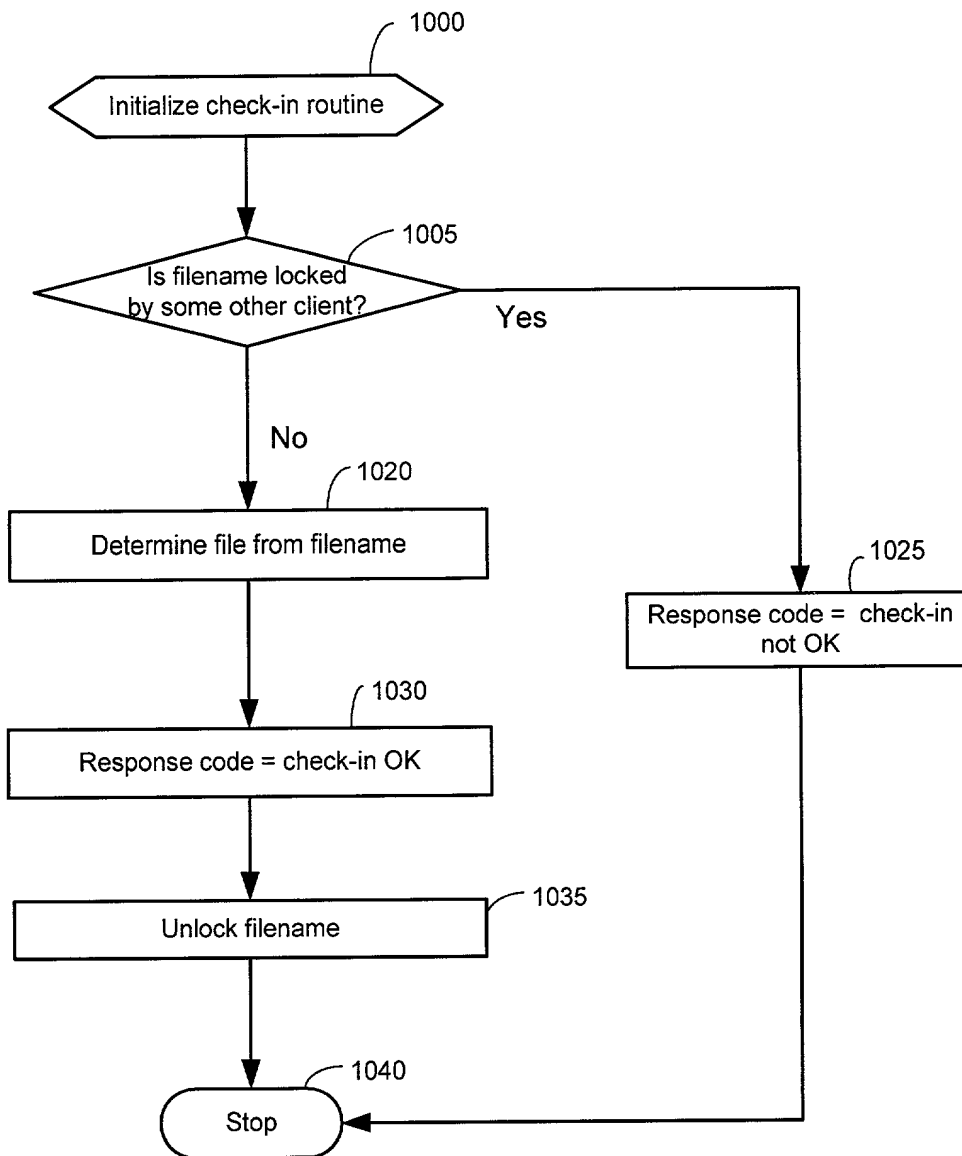 1000
Initialize check-in routine
1005
Is filename locked
by some other client?
Yes
No
1020
Determine file from filename
1025
Response code = check-in
not OK
1030
Response code = check-in OK
1035
Unlock filename
1040
Stop